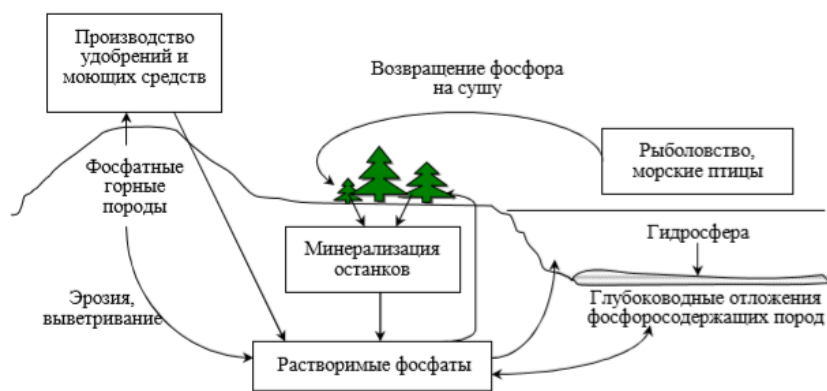 Производство
удобрений и
моющих средств
Возвращение фосфора
на сушу
Рыболовство,
морские птицы
Фосфатные
горные
породы
Гидросфера
Минерализация
останков
Эрозия,
выветривание
Глубоководные отложения
фосфоросодержащих пород
Растворимые фосфаты